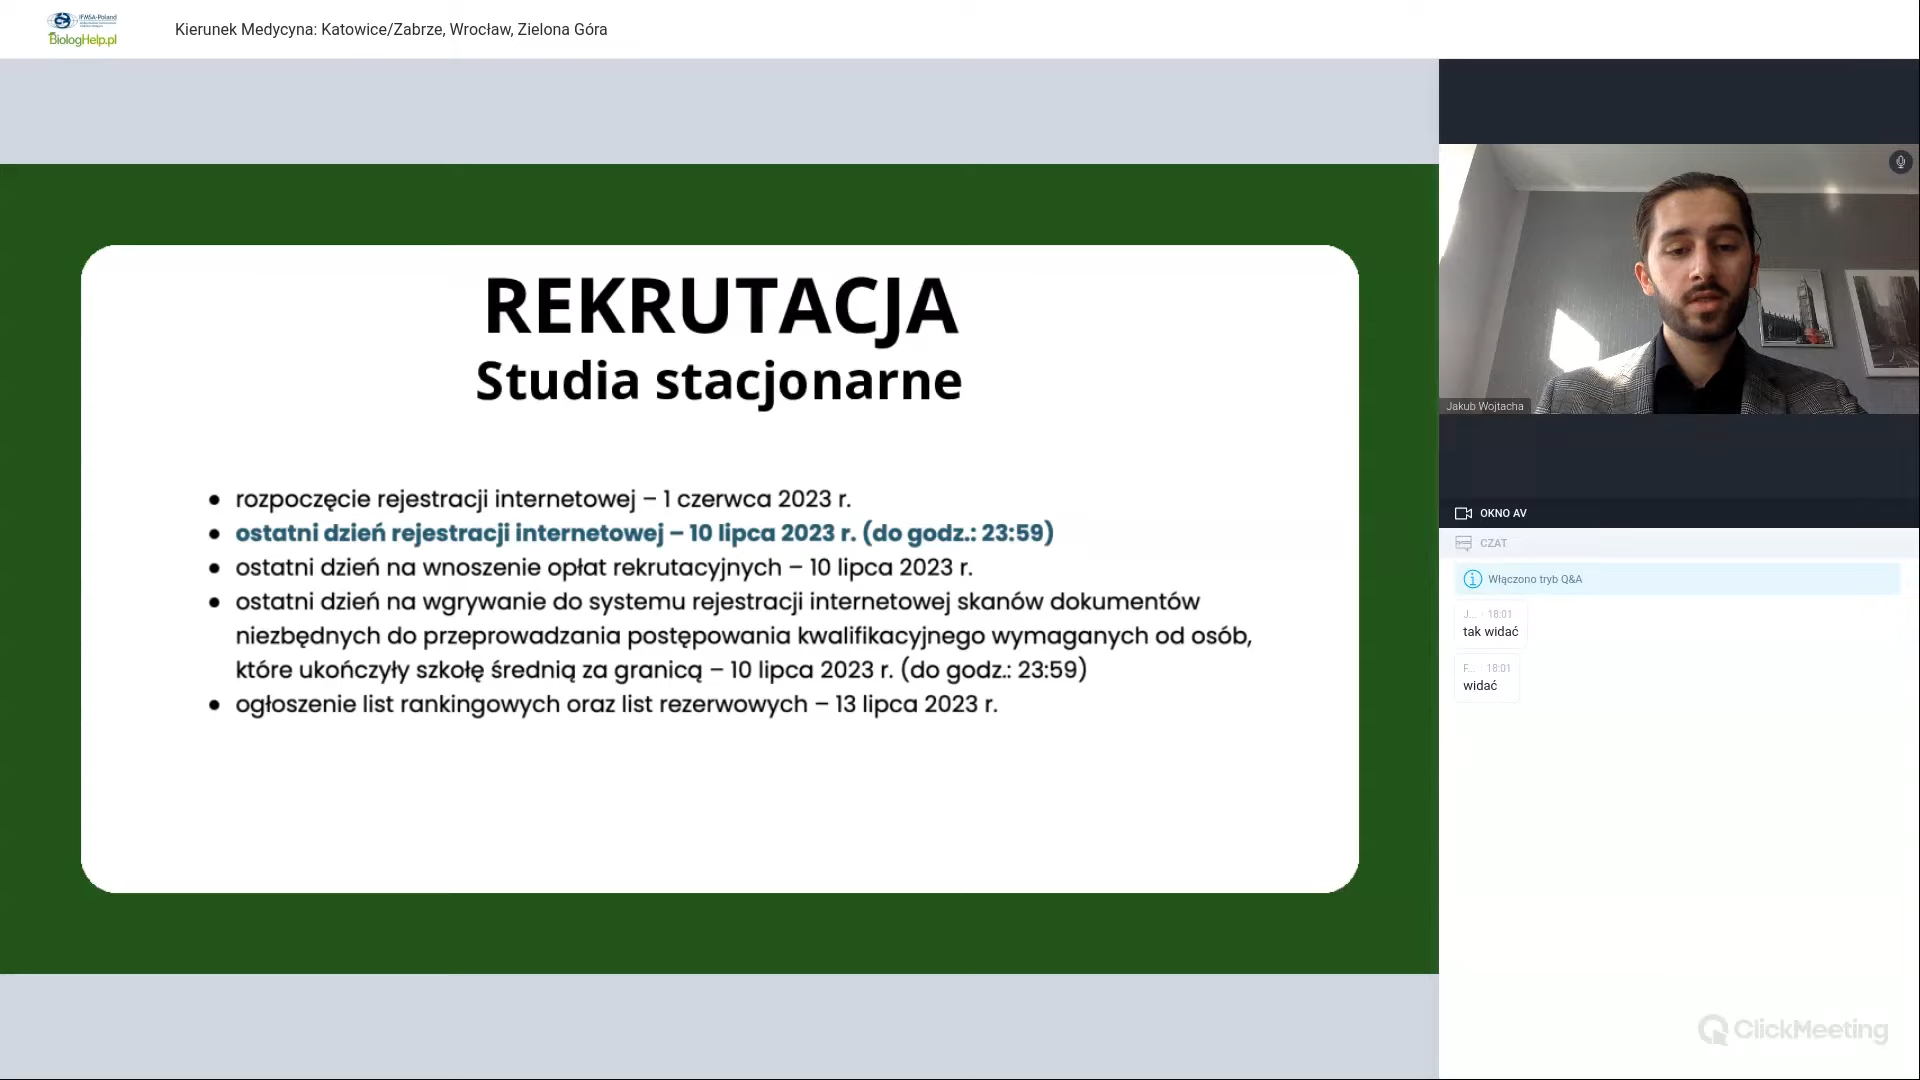 IFMSA-Poland
BiologHelp.pl
Kierunek Medycyna: Katowice/Zabrze, Wrocław, Zielona Góra
REKRUTACJA
Studia stacjonarne
● rozpoczęcie rejestracji internetowej – 1 czerwca 2023 r.
● ostatni dzień rejestracji internetowej – 10 lipca 2023 r. (do godz.: 23:59)
● ostatni dzień na wnoszenie opłat rekrutacyjnych – 10 lipca 2023 r.
● ostatni dzień na wgrywanie do systemu rejestracji internetowej skanów dokumentów
niezbędnych do przeprowadzania postępowania kwalifikacyjnego wymaganych od osób,
które ukończyły szkołę średnią za granicą – 10 lipca 2023 r. (do godz.: 23:59)
● ogłoszenie list rankingowych oraz list rezerwowych – 13 lipca 2023 r.
Jakub Wojtacha
OKNO AV
CZAT
Włączono tryb Q&A
J... · 18:01
tak widać
F... · 18:01
widać
ClickMeeting